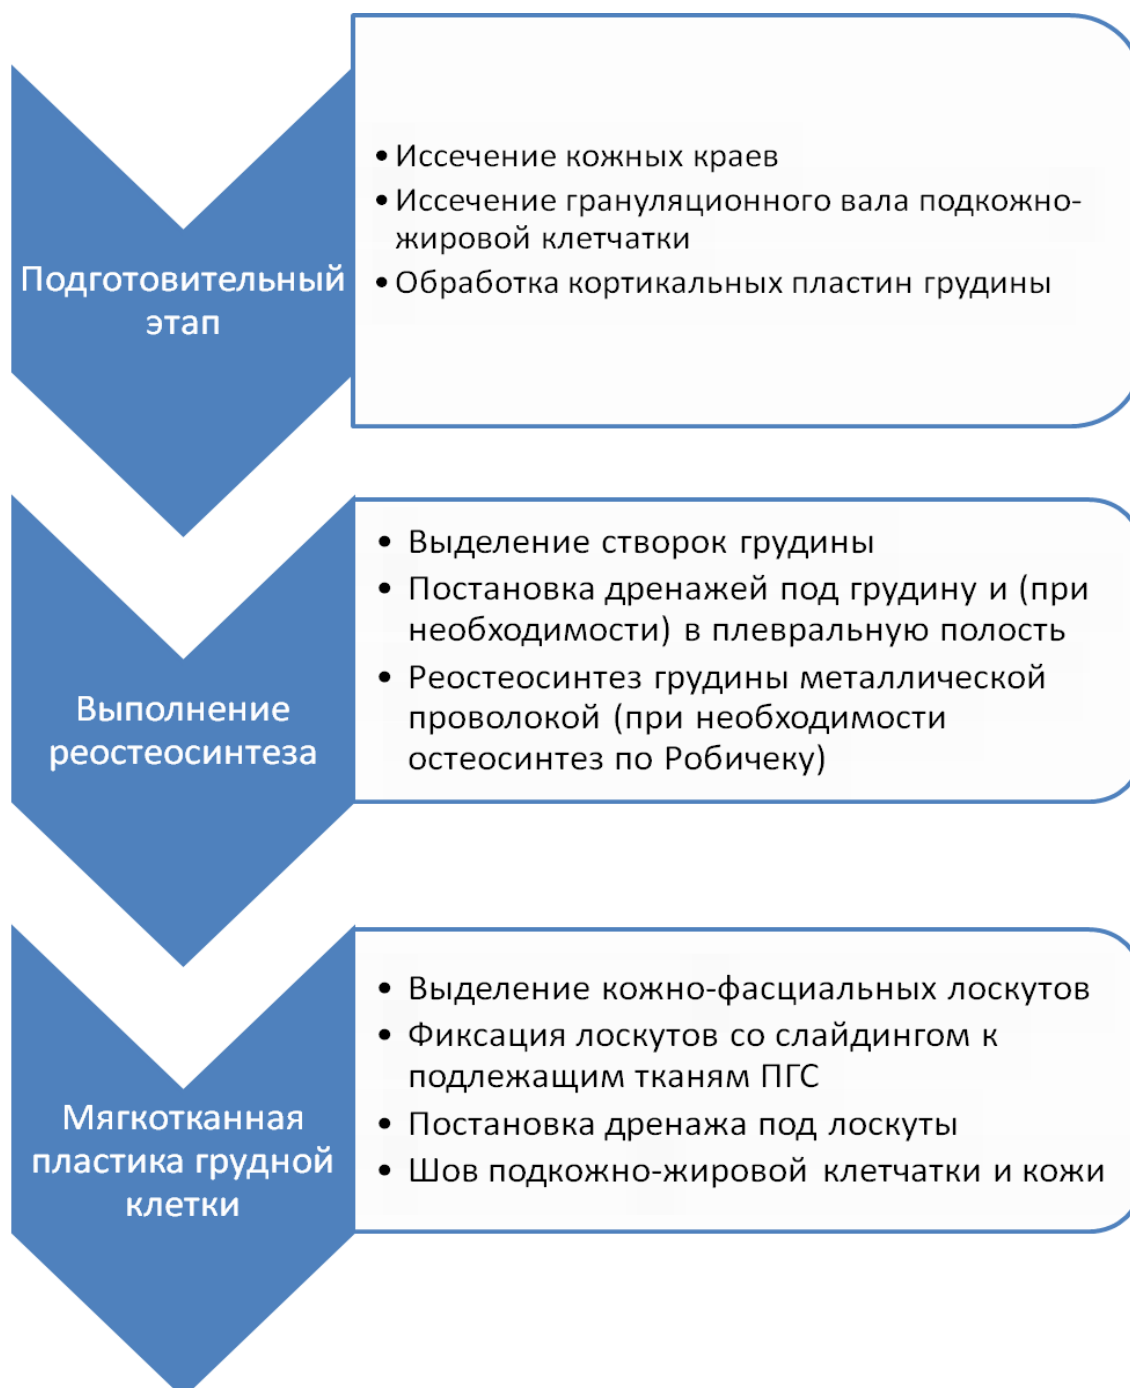 Подготовительный
этап
• Иссечение кожных краев
• Иссечение грануляционного вала подкожно-
жировой клетчатки
• Обработка кортикальных пластин грудины
Выполнение
реостеосинтеза
• Выделение створок грудины
• Постановка дренажей под грудину и (при
необходимости) в плевральную полость
• Реостеосинтез грудины металлической
проволокой (при необходимости
остеосинтез по Робичеку)
Мягкотканная
пластика грудной
клетки
• Выделение кожно-фасциальных лоскутов
• Фиксация лоскутов со слайдингом к
подлежащим тканям ПГС
• Постановка дренажа под лоскуты
• Шов подкожно-жировой клетчатки и кожи